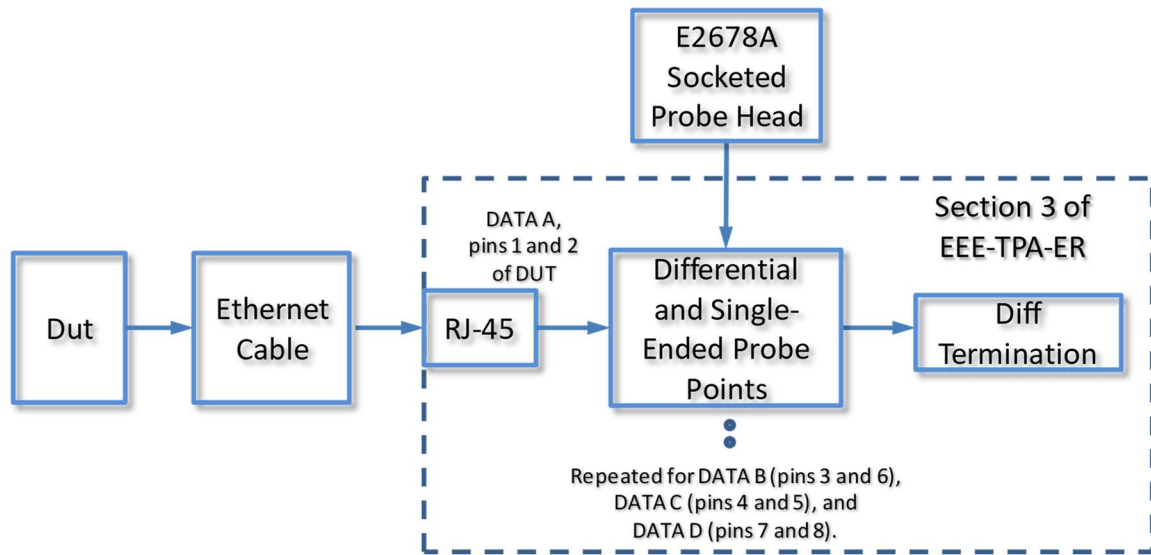 E2678A
Socketed
Probe Head
Section 3 of
EEE-TPA-ER
DATA A,
pins 1 and 2
of DUT
Dut
Ethernet
Cable
RJ-45
Differential
and Single-
Ended Probe
Points
Diff
Termination
Repeated for DATA B (pins 3 and 6),
DATA C (pins 4 and 5), and
DATA D (pins 7 and 8).